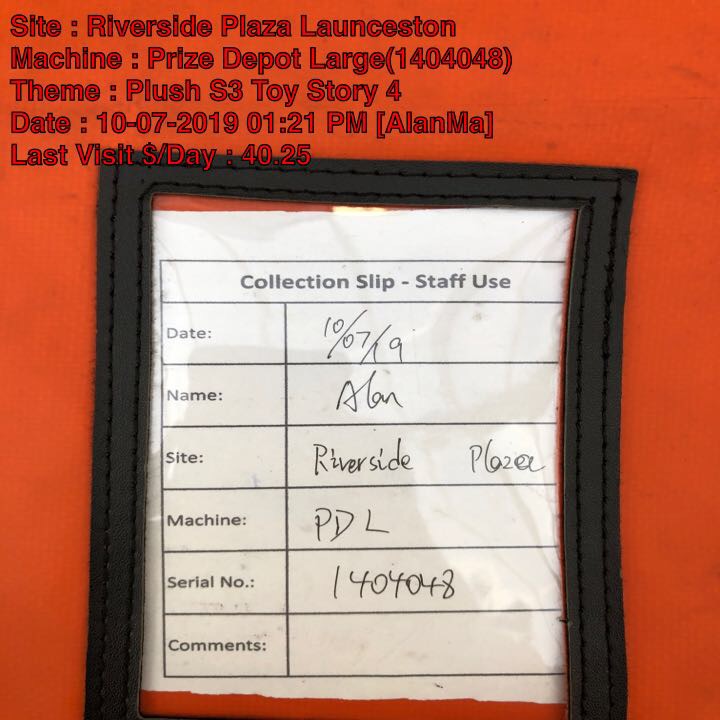 Site : Riverside Plaza Launceston
Machine : Prize Depot Large(1404048)
Theme : Plush S3 Toy Story 4
Date : 10-07-2019 01:21 PM [AlanMa]
Last Visit $/Day : 40.25
Collection Slip - Staff Use
Date: 10/07/19
Name: Alan
Site: Riverside Plaza
Machine: PDL
Serial No.: 1404048
Comments: